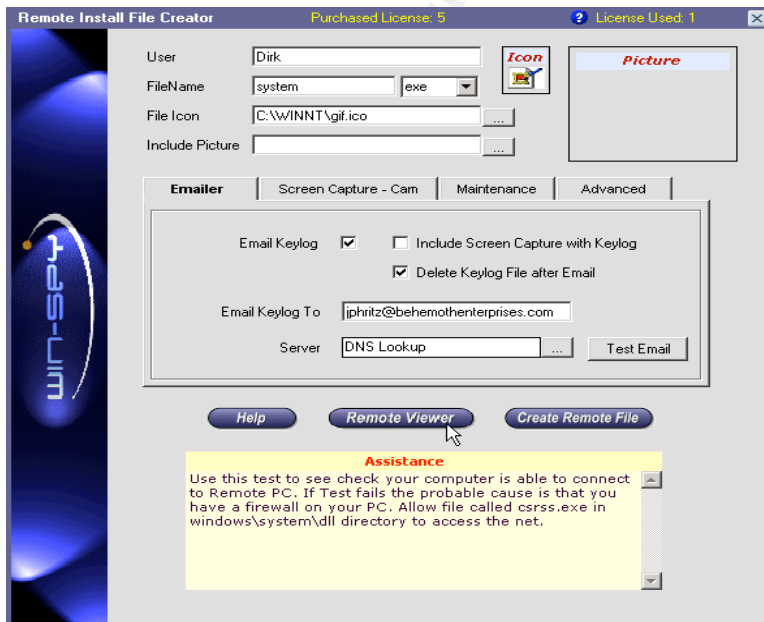 Remote Install File Creator Purchased License: 5 ? License Used: 1
User Dirk
Icon
Picture
FileName system exe
File Icon C:\WINNT\gif.ico ...
Include Picture ...
Emailer Screen Capture - Cam Maintenance Advanced
Email Keylog Include Screen Capture with Keylog
Delete Keylog File after Email
Email Keylog To jphritz@behemothenterprises.com
Server DNS Lookup ... Test Email
win-spy
Help Remote Viewer Create Remote File
Assistance
Use this test to see check your computer is able to connect
to Remote PC. If Test fails the probable cause is that you
have a firewall on your PC. Allow file called csrss.exe in
windows\system\dll directory to access the net.